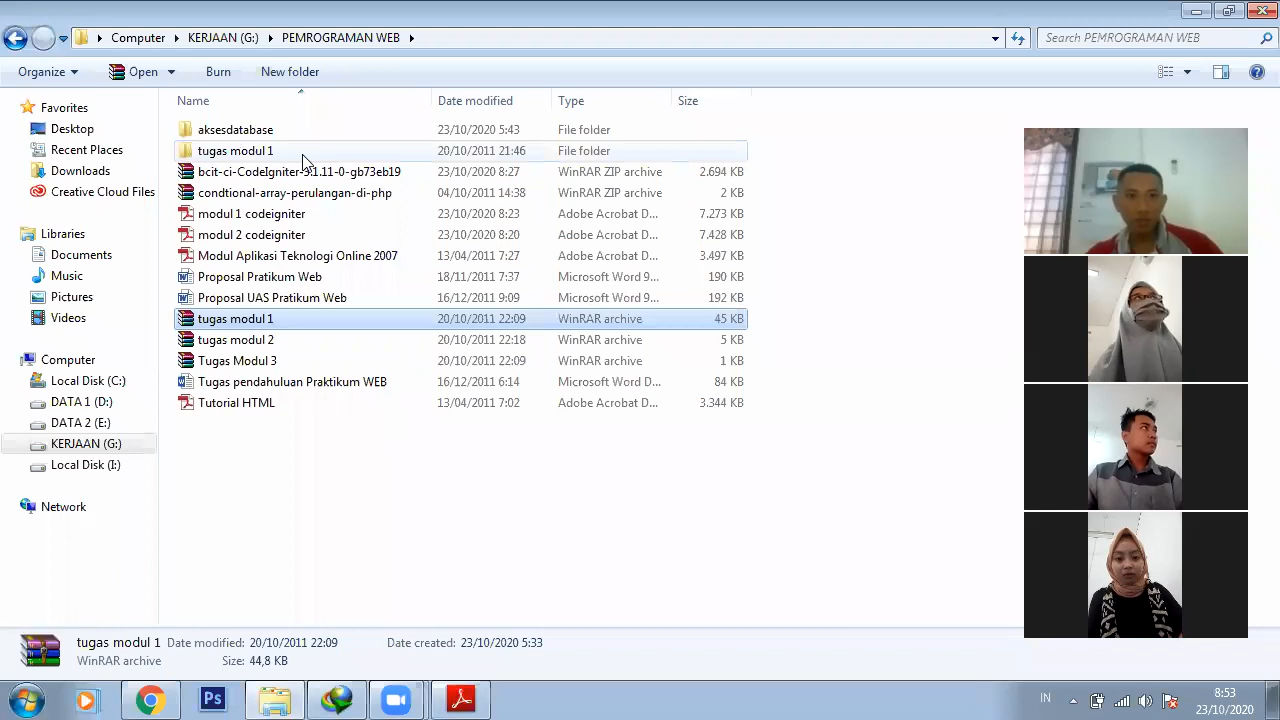 Computer KERJAAN (G:) PEMROGRAMAN WEB
Search PEMROGRAMAN WEB
Organize Open Burn New folder
Name Date modified Type Size
Favorites
Desktop
Recent Places
Downloads
Creative Cloud Files
Libraries
Documents
Music
Pictures
Videos
Computer
Local Disk (C:)
DATA 1 (D:)
DATA 2 (E:)
KERJAAN (G:)
Local Disk (I:)
Network
aksesdatabase 23/10/2020 5:43 File folder
tugas modul 1 20/10/2011 21:46 File folder
bcit-ci-CodeIgniter-3.1.11-0-gb73eb19 23/10/2020 8:27 WinRAR ZIP archive 2.694 KB
condtional-array-perulangan-di-php 04/10/2011 14:38 WinRAR ZIP archive 2 KB
modul 1 codeigniter 23/10/2020 8:23 Adobe Acrobat D... 7.273 KB
modul 2 codeigniter 23/10/2020 8:20 Adobe Acrobat D... 7.428 KB
Modul Aplikasi Teknologi Online 2007 13/04/2011 7:27 Adobe Acrobat D... 3.497 KB
Proposal Pratikum Web 18/11/2011 7:37 Microsoft Word 9... 190 KB
Proposal UAS Pratikum Web 16/12/2011 9:09 Microsoft Word 9... 192 KB
tugas modul 1 20/10/2011 22:09 WinRAR archive 45 KB
tugas modul 2 20/10/2011 22:18 WinRAR archive 5 KB
Tugas Modul 3 20/10/2011 22:09 WinRAR archive 1 KB
Tugas pendahuluan Praktikum WEB 16/12/2011 6:14 Microsoft Word D... 84 KB
Tutorial HTML 13/04/2011 7:02 Adobe Acrobat D... 3.344 KB
tugas modul 1 Date modified: 20/10/2011 22:09 Date created: 23/10/2020 5:33
WinRAR archive Size: 44,8 KB
Ps
IN
8:53
23/10/2020